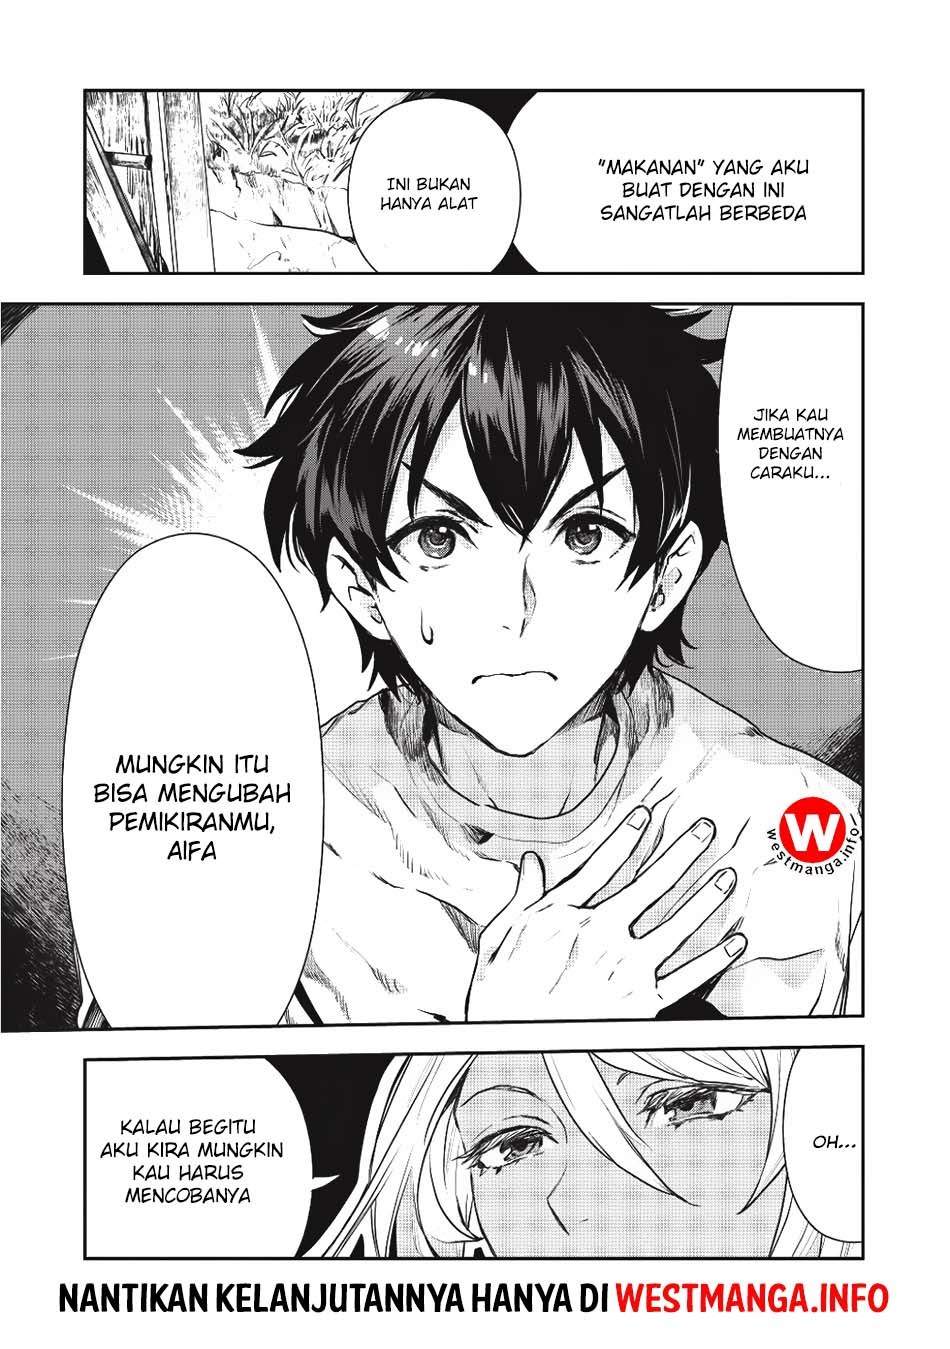 "MAKANAN" YANG AKU
BUAT DENGAN INI
SANGATLAH BERBEDA
INI BUKAN
HANYA ALAT
JIKA KAU
MEMBUATNYA
DENGAN
CARAKU...
MUNGKIN ITU
BISA MENGUBAH
PEMIKIRANMU,
AIFA
W
westmanga.info
OH...
KALAU BEGITU
AKU KIRA MUNGKIN
KAU HARUS
MENCOBANYA
NANTIKAN KELANJUTANNYA HANYA DI WESTMANGA.INFO